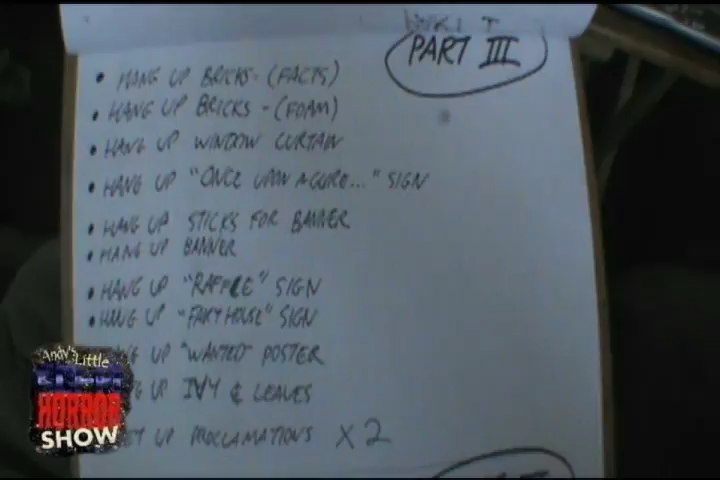 PART III
• HANG UP BRICKS - (FACTS)
• HANG UP BRICKS - (FOAM)
• HANG UP WINDOW CURTAIN
• HANG UP "ONCE UPON A CURE..." SIGN
• HANG UP STICKS FOR BANNER
• HANG UP BANNER
• HANG UP "RAFFLE" SIGN
• HANG UP "FAIRY HOUSE" SIGN
UP "WANTED" POSTER
UP IVY & LEAVES
UP PROCLAMATIONS X2
Andy's Little
HORROR
SHOW